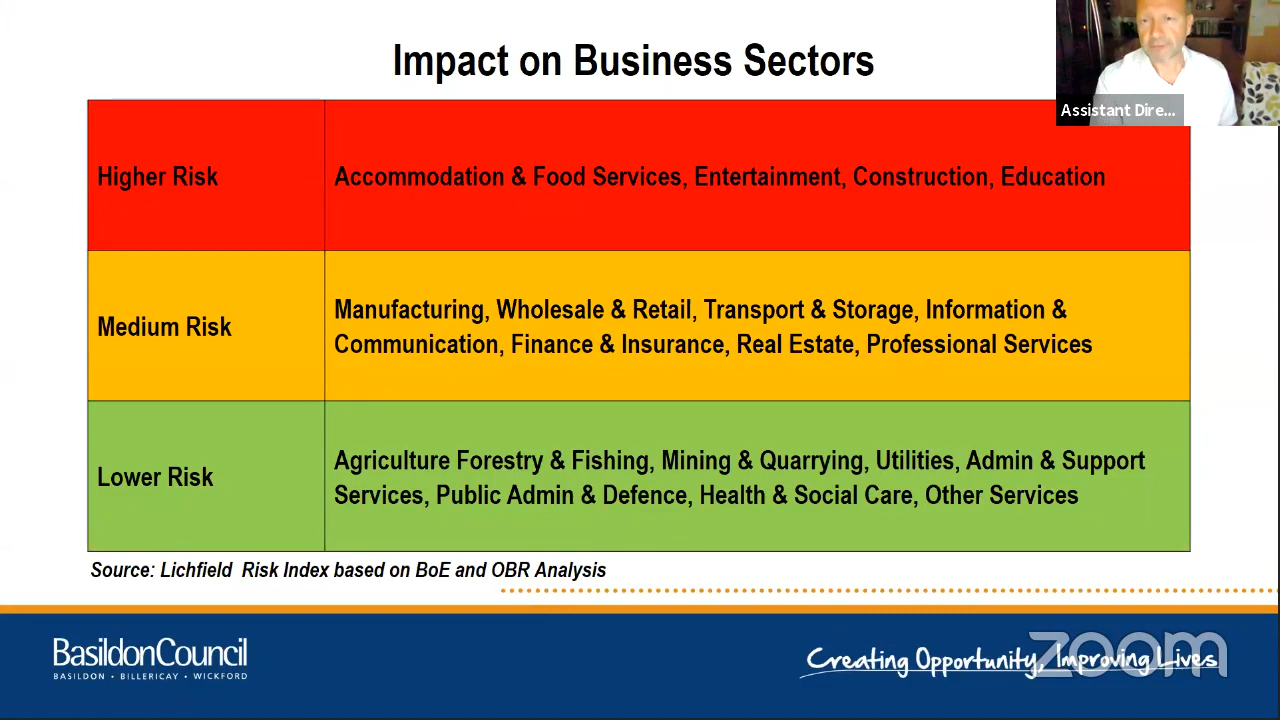 Impact on Business Sectors
Assistant Dire...
Higher Risk
Accommodation & Food Services, Entertainment, Construction, Education
Medium Risk
Manufacturing, Wholesale & Retail, Transport & Storage, Information &
Communication, Finance & Insurance, Real Estate, Professional Services
Lower Risk
Agriculture Forestry & Fishing, Mining & Quarrying, Utilities, Admin & Support
Services, Public Admin & Defence, Health & Social Care, Other Services
Source: Lichfield Risk Index based on BoE and OBR Analysis
BasildonCouncil
BASILDON • BILLERICAY • WICKFORD
Creating Opportunity, Improving Lives
zoom